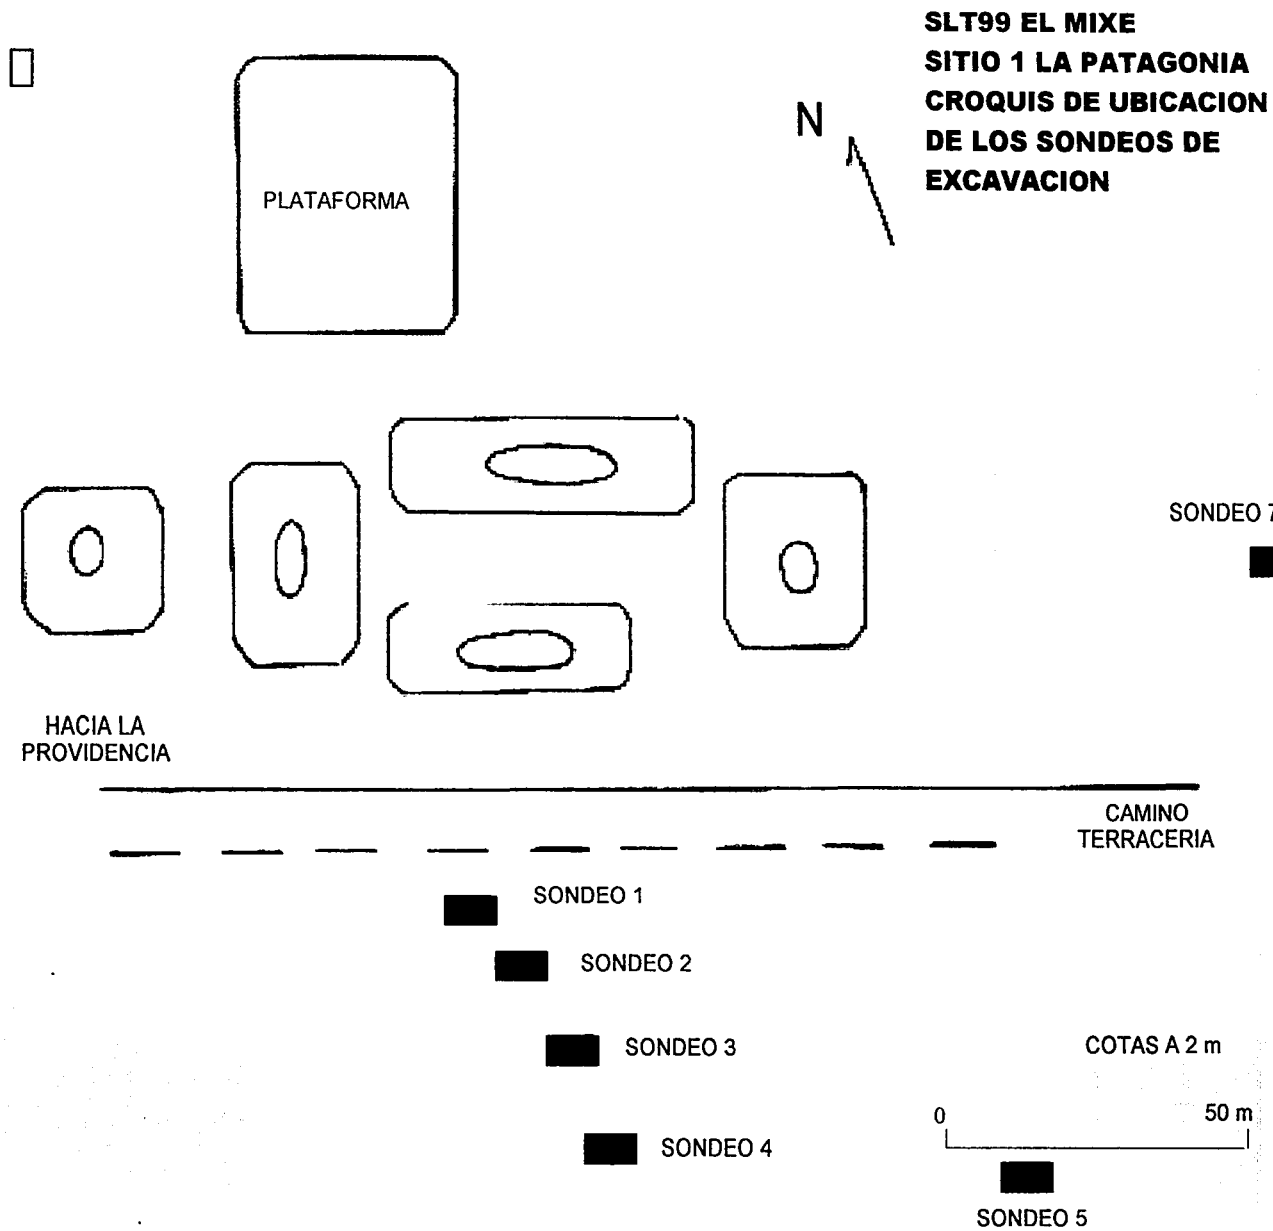 SLT99 EL MIXE
SITIO 1 LA PATAGONIA
CROQUIS DE UBICACION
DE LOS SONDEOS DE
EXCAVACION
N
PLATAFORMA
SONDEO 7
HACIA LA
PROVIDENCIA
CAMINO
TERRACERIA
SONDEO 1
SONDEO 2
SONDEO 3
COTAS A 2 m
0
50 m
SONDEO 4
SONDEO 5